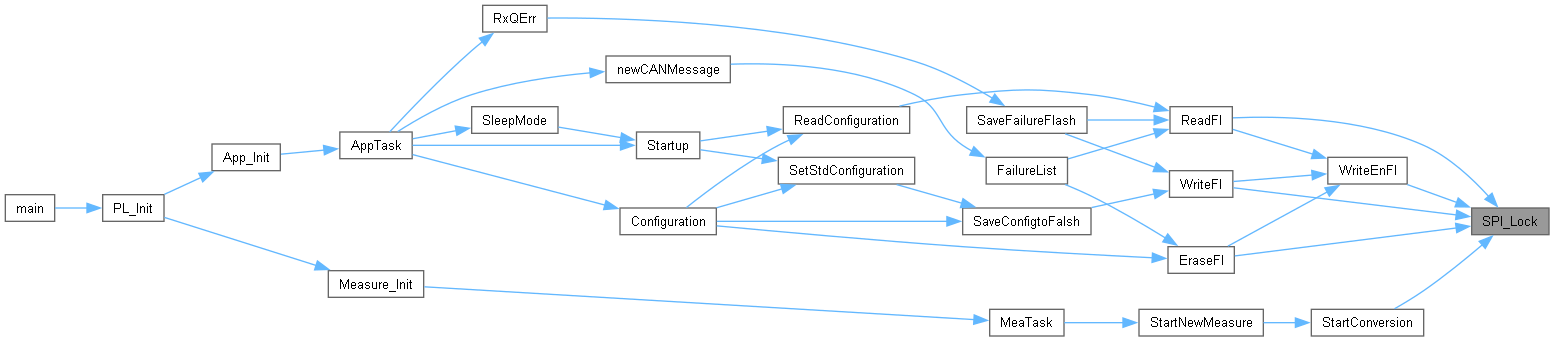 RxQErr
newCANMessage
SleepMode
ReadConfiguration
SaveFailureFlash
ReadFl
AppTask
Startup
App_Init
SetStdConfiguration
FailureList
WriteFl
WriteEnFl
main
PL_Init
Configuration
SaveConfigtoFalsh
SPI_Lock
EraseFl
Measure_Init
MeaTask
StartNewMeasure
StartConversion